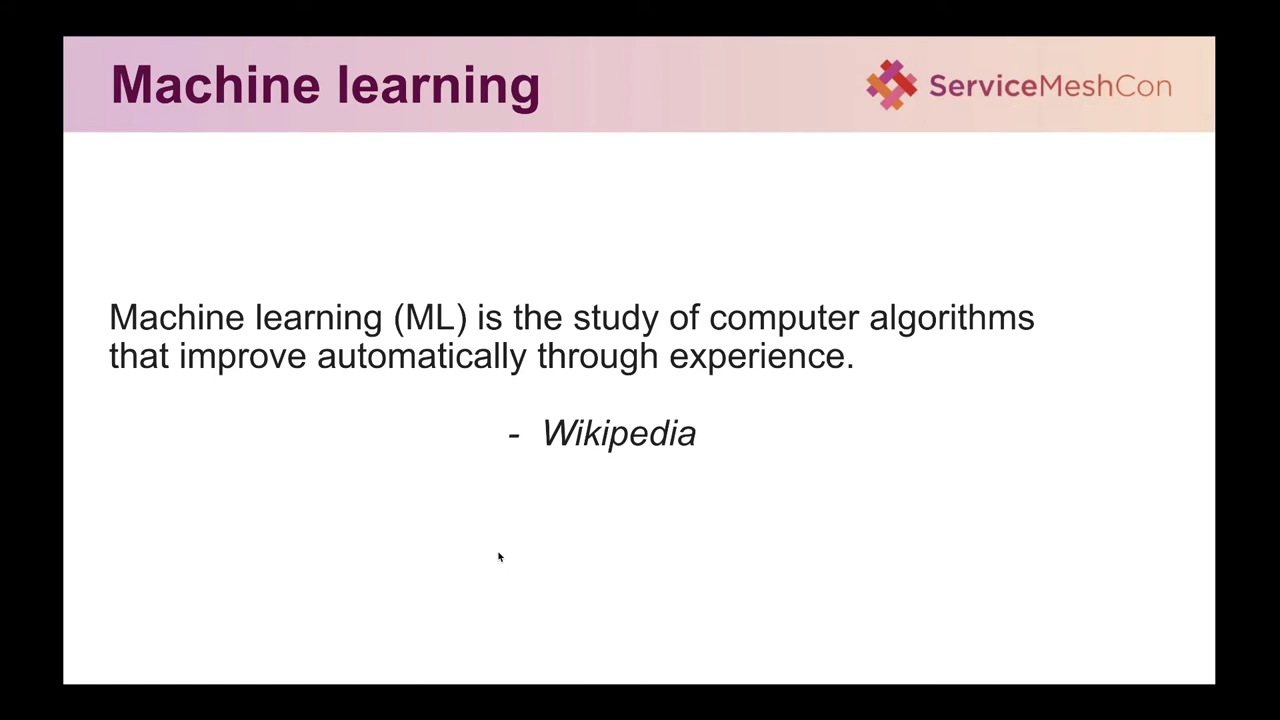 Machine learning
ServiceMeshCon
Machine learning (ML) is the study of computer algorithms
that improve automatically through experience.
- Wikipedia